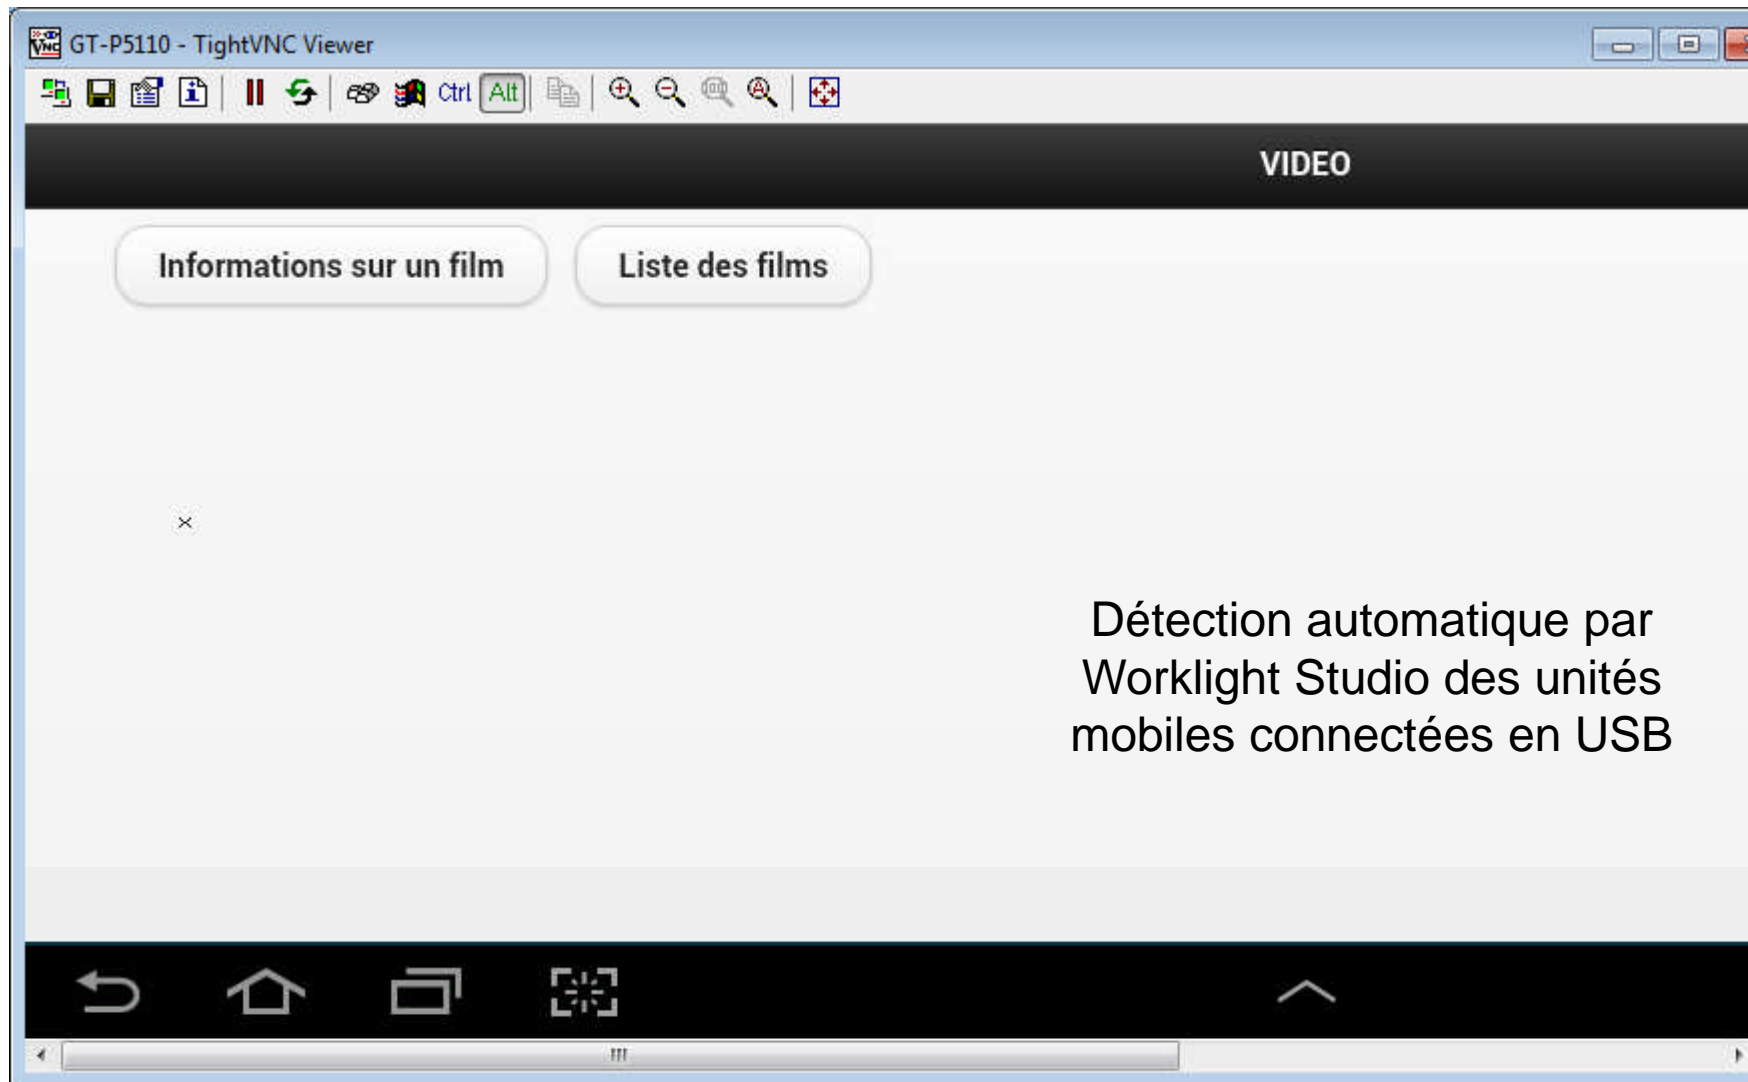 GT-P5110 - TightVNC Viewer
Ctrl Alt
VIDEO
Informations sur un film Liste des films
Détection automatique par
Worklight Studio des unités
mobiles connectées en USB